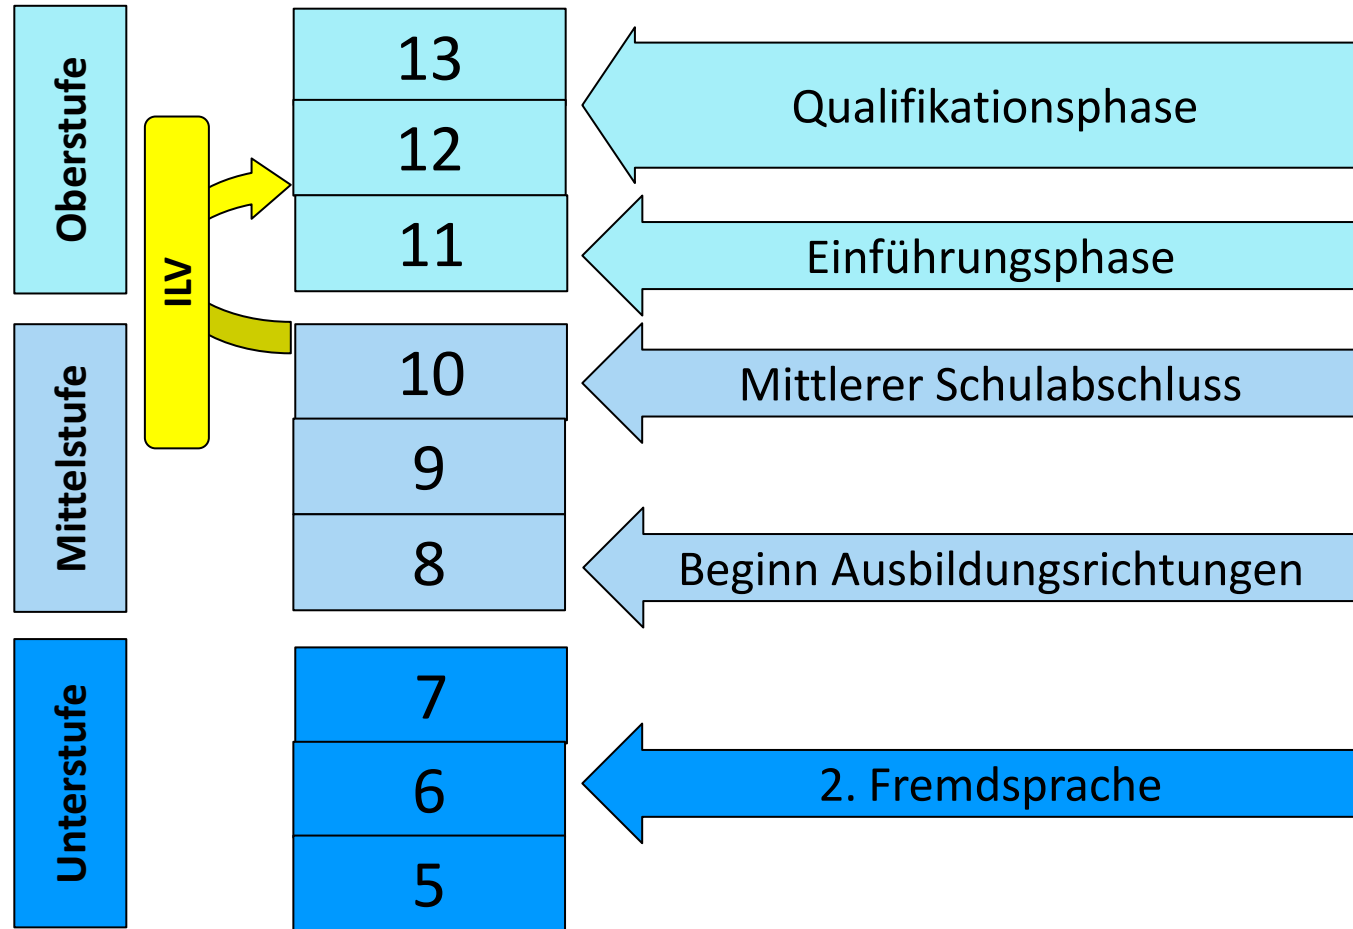 Oberstufe
13
Qualifikationsphase
12
11
Einführungsphase
ILV
Mittelstufe
10
Mittlerer Schulabschluss
9
8
Beginn Ausbildungsrichtungen
Unterstufe
7
6
2. Fremdsprache
5